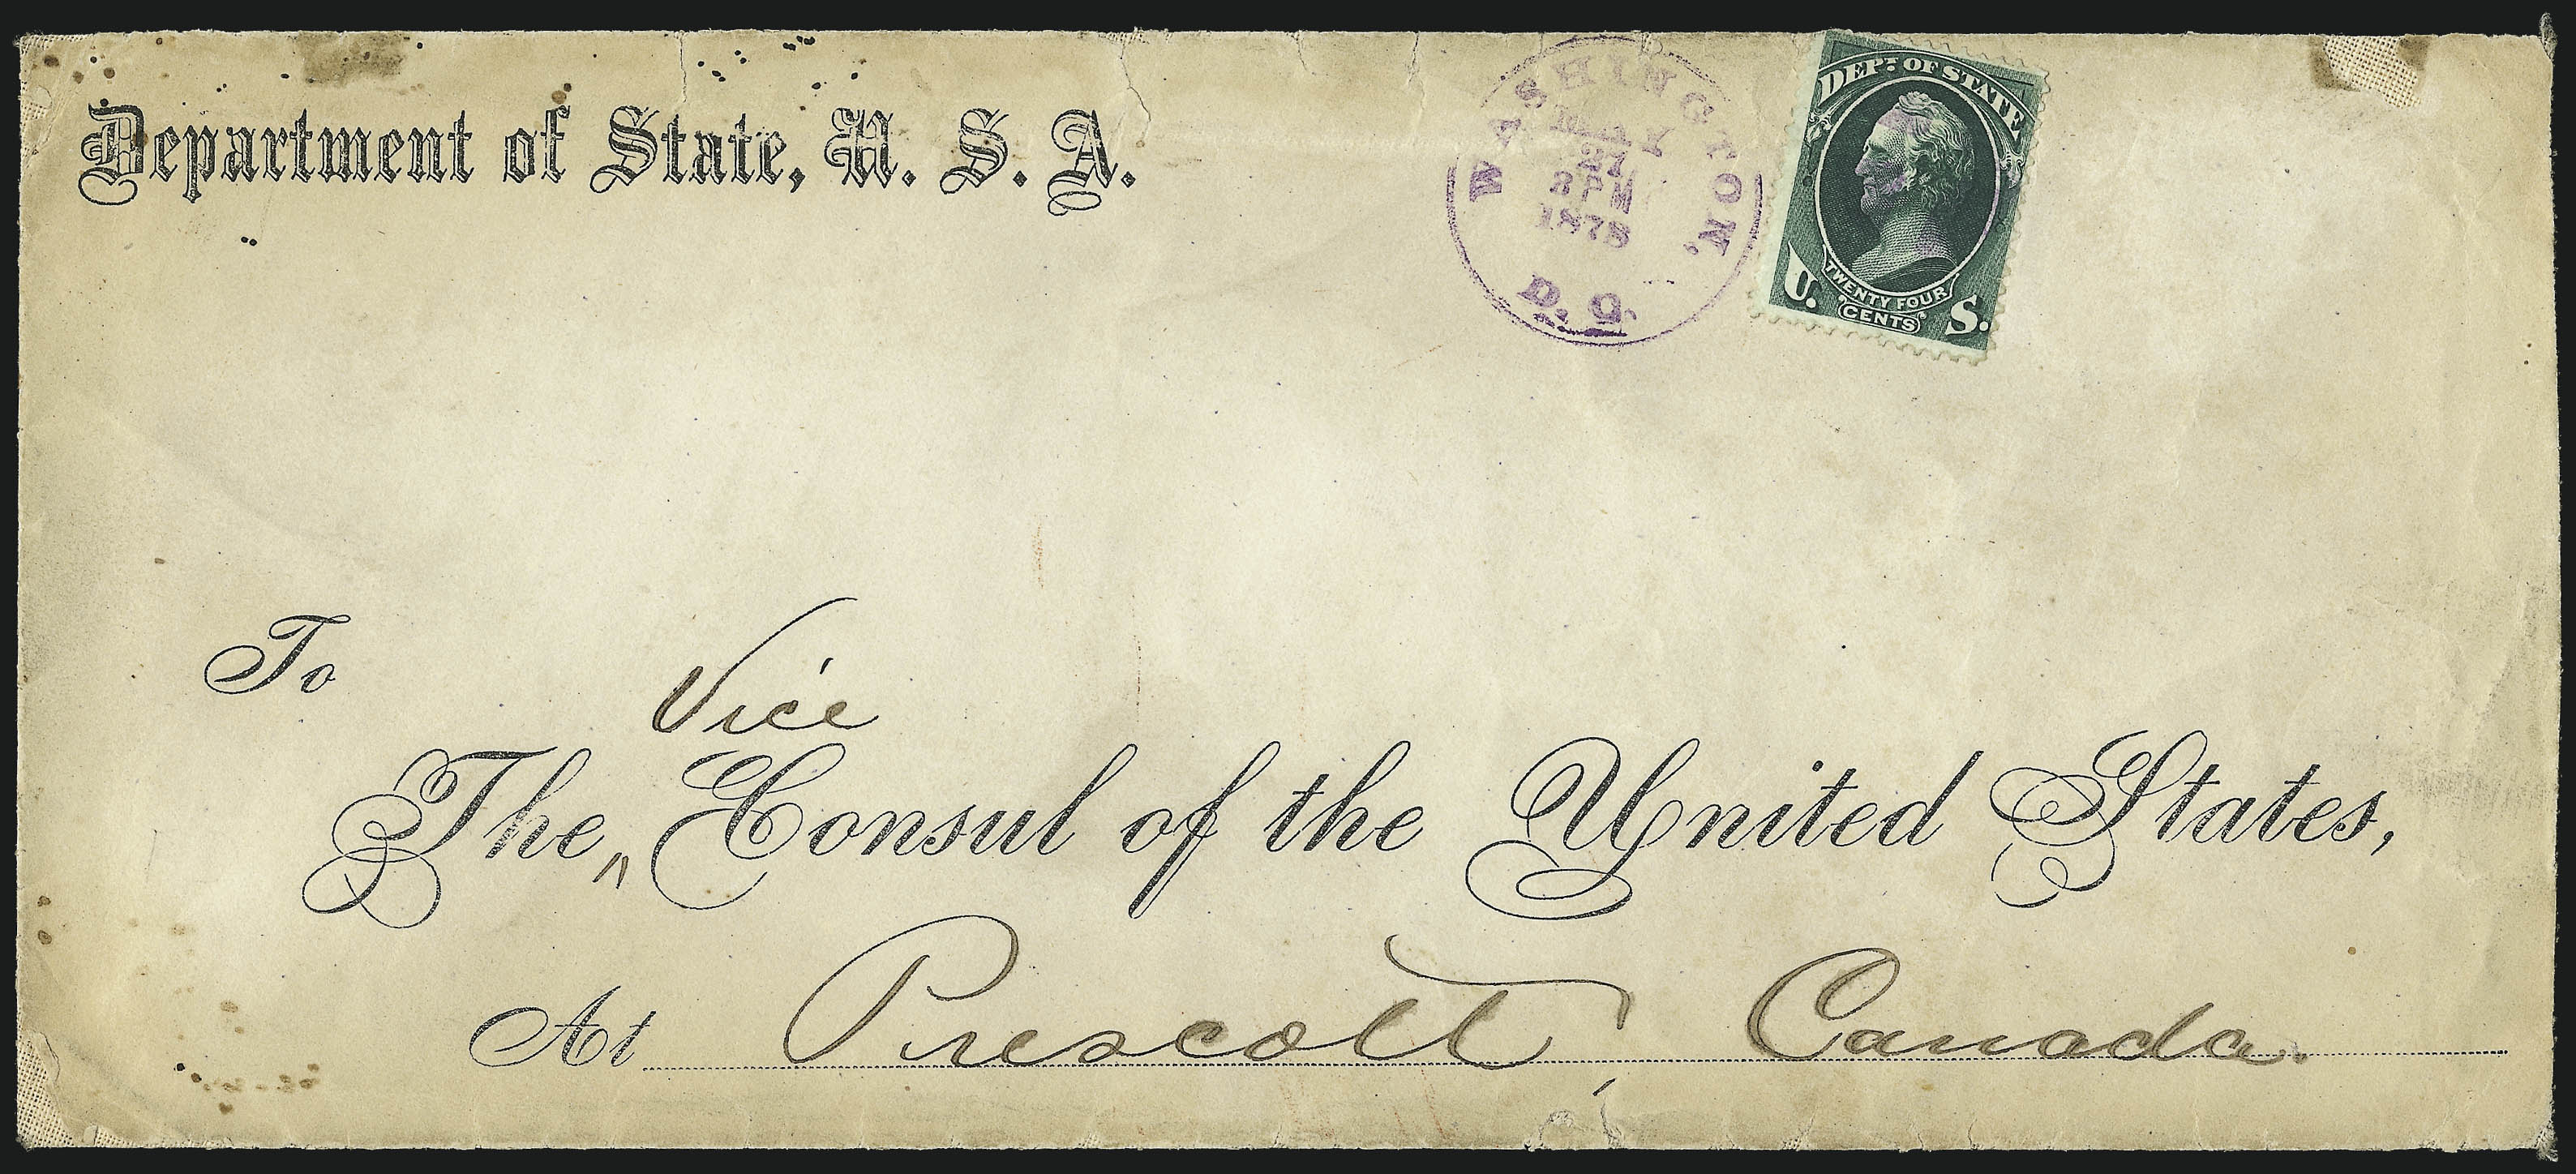 Department of State, U. S. A.
WASHINGTON.
MAY
27
2 PM
1878
D. C.
DEPT. OF STATE
U. S.
TWENTY FOUR
CENTS
To
Vice
The ^ Consul of the United States,
At Prescott, Canada.